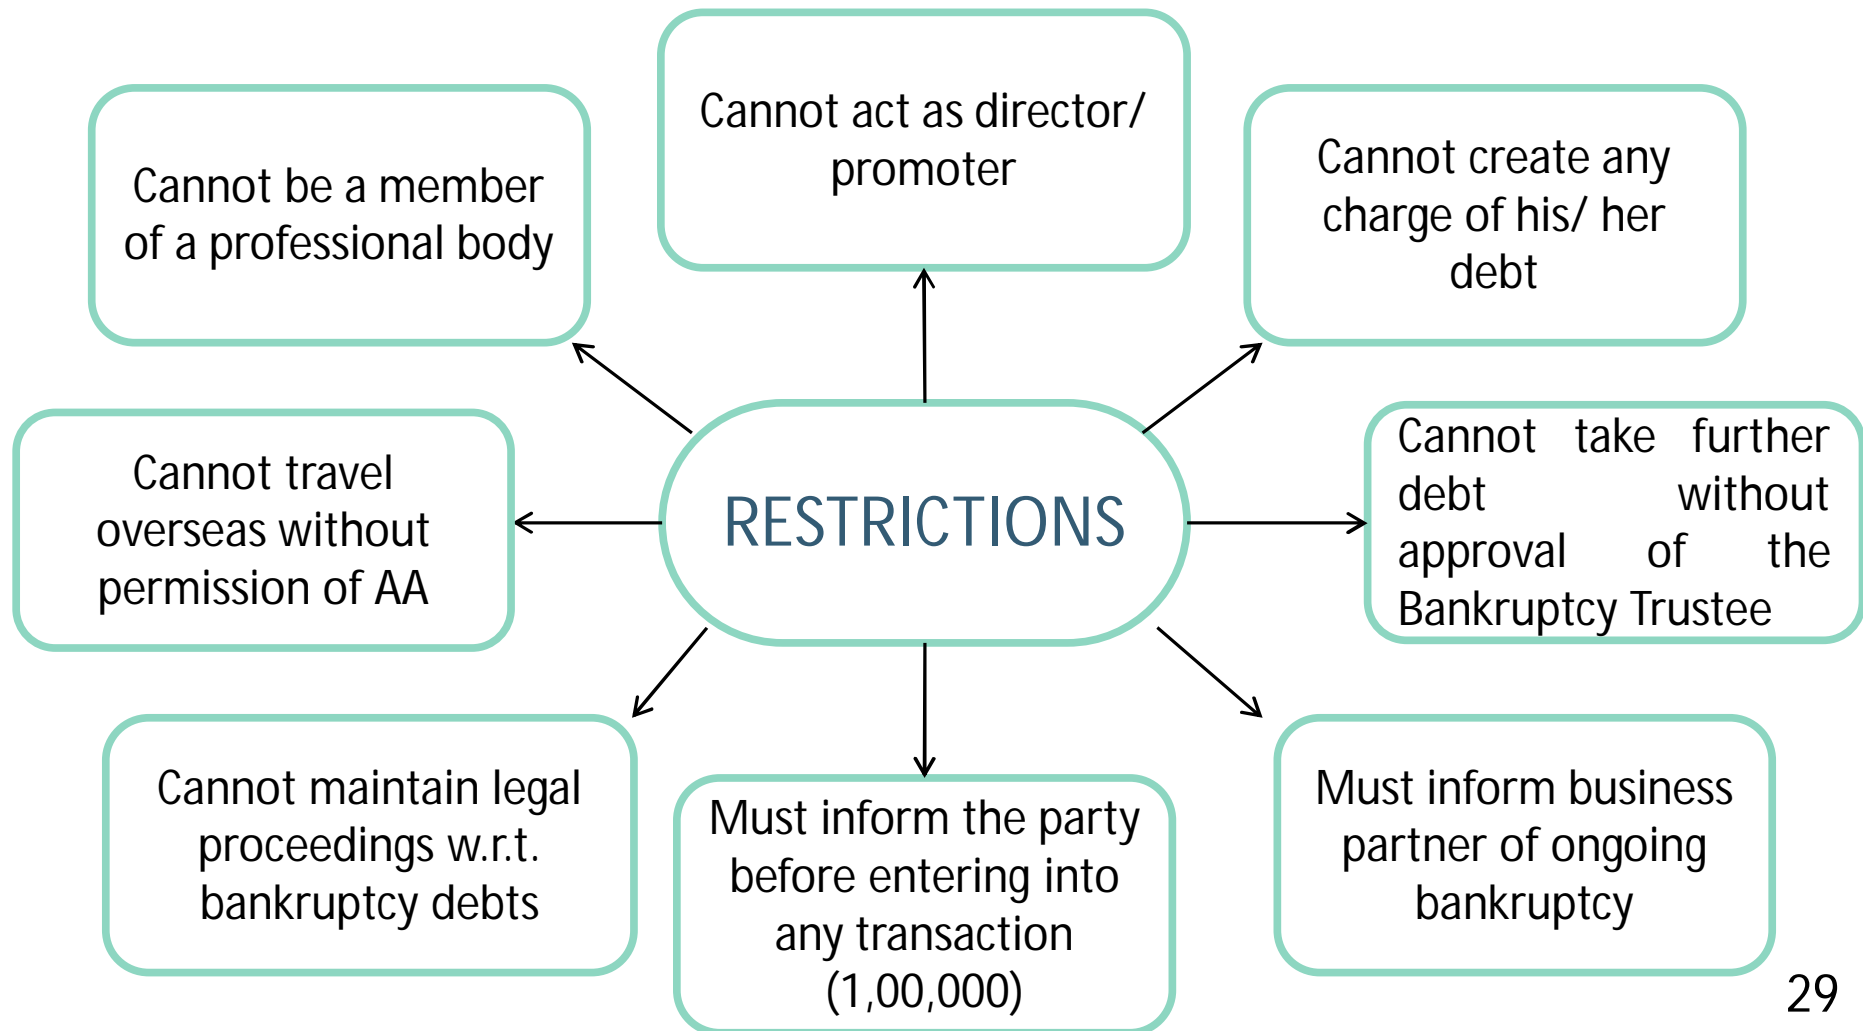 Cannot act as director/
promoter
Cannot be a member
of a professional body
Cannot create any
charge of his/ her
debt
Cannot travel
overseas without
permission of AA
RESTRICTIONS
Cannot take further
debt without
approval of the
Bankruptcy Trustee
Cannot maintain legal
proceedings w.r.t.
bankruptcy debts
Must inform the party
before entering into
any transaction
(1,00,000)
Must inform business
partner of ongoing
bankruptcy
29